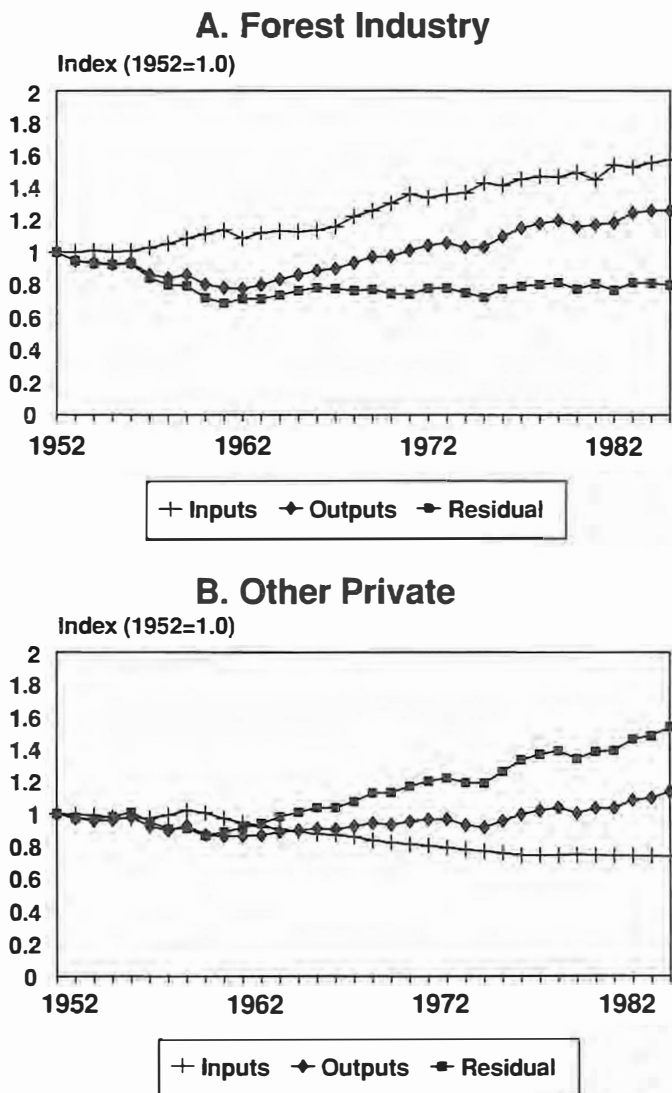 A. Forest Industry
Index (1952=1.0)
2
1.8
1.6
1.4
1.2
1
0.8
0.6
0.4
0.2
0
1952 1962 1972 1982
Inputs Outputs Residual
B. Other Private
Index (1952=1.0)
2
1.8
1.6
1.4
1.2
1
0.8
0.6
0.4
0.2
0
1952 1962 1972 1982
Inputs Outputs Residual